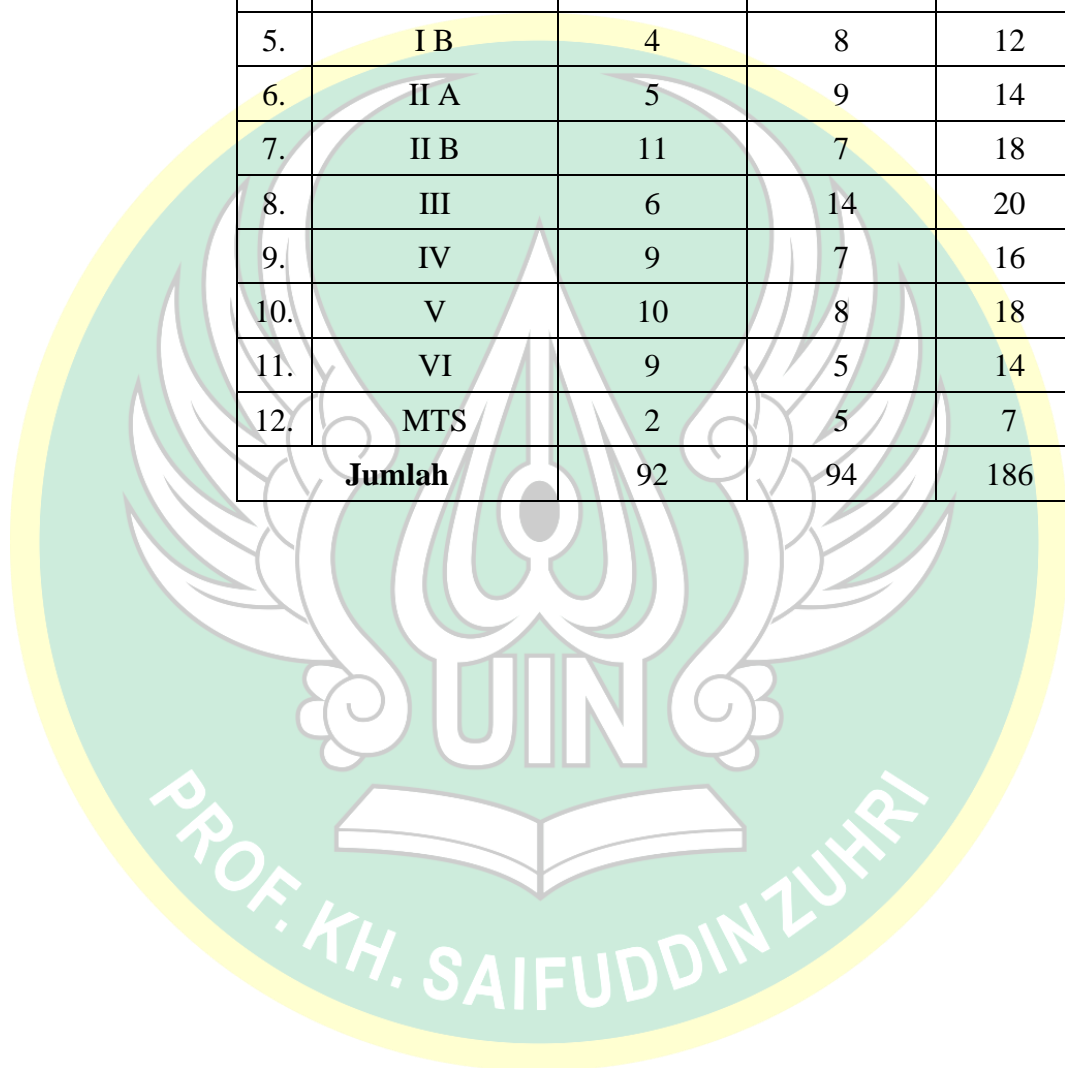 5. I B 4 8 12
6. II A 5 9 14
7. II B 11 7 18
8. III 6 14 20
9. IV 9 7 16
10. V 10 8 18
11. VI 9 5 14
12. MTS 2 5 7
Jumlah 92 94 186
UIN
PROF. KH. SAIFUDDIN ZUHRI